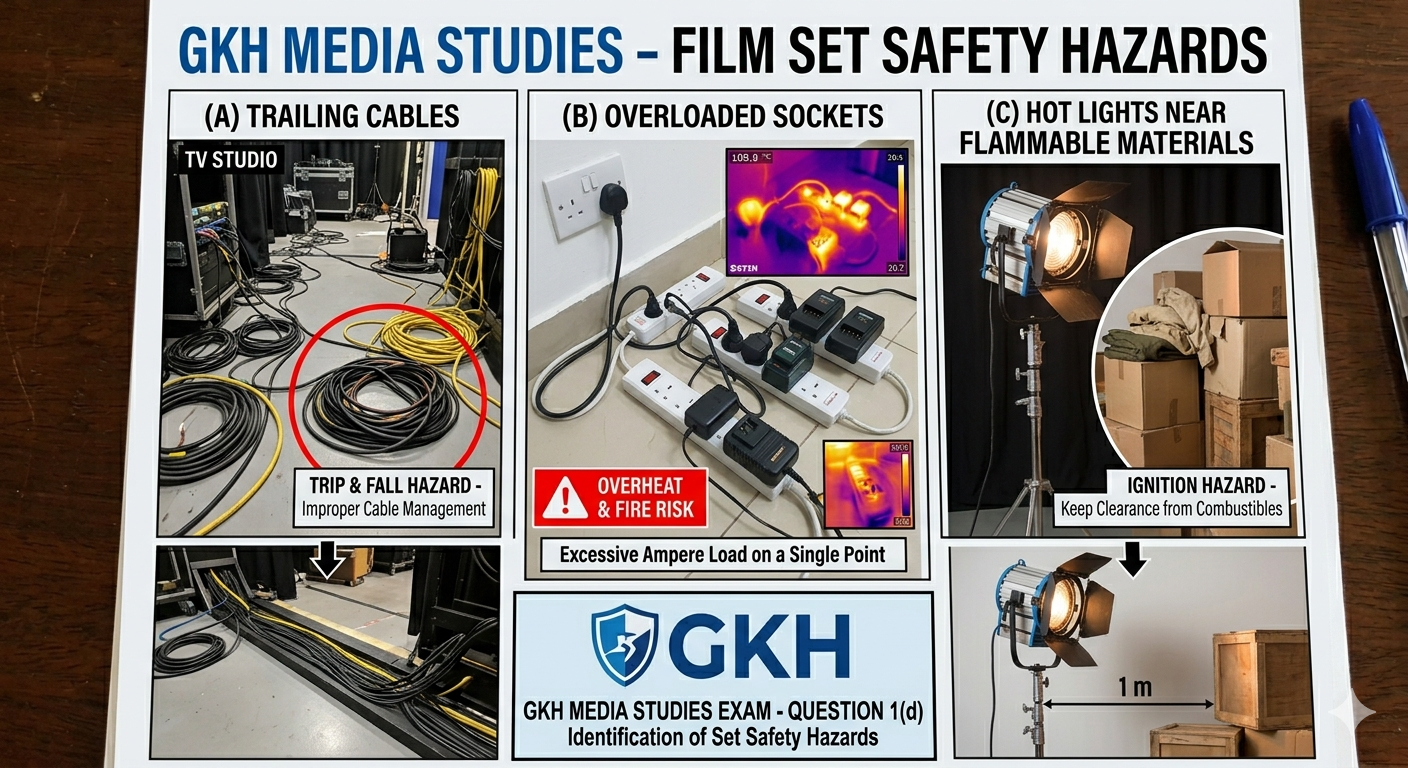 GKH MEDIA STUDIES – FILM SET SAFETY HAZARDS
(A) TRAILING CABLES
TV STUDIO
TRIP & FALL HAZARD -
Improper Cable Management
(B) OVERLOADED SOCKETS
OVERHEAT
& FIRE RISK
Excessive Ampere Load on a Single Point
(C) HOT LIGHTS NEAR
FLAMMABLE MATERIALS
IGNITION HAZARD -
Keep Clearance from Combustibles
1 m
GKH
GKH MEDIA STUDIES EXAM - QUESTION 1(d)
Identification of Set Safety Hazards